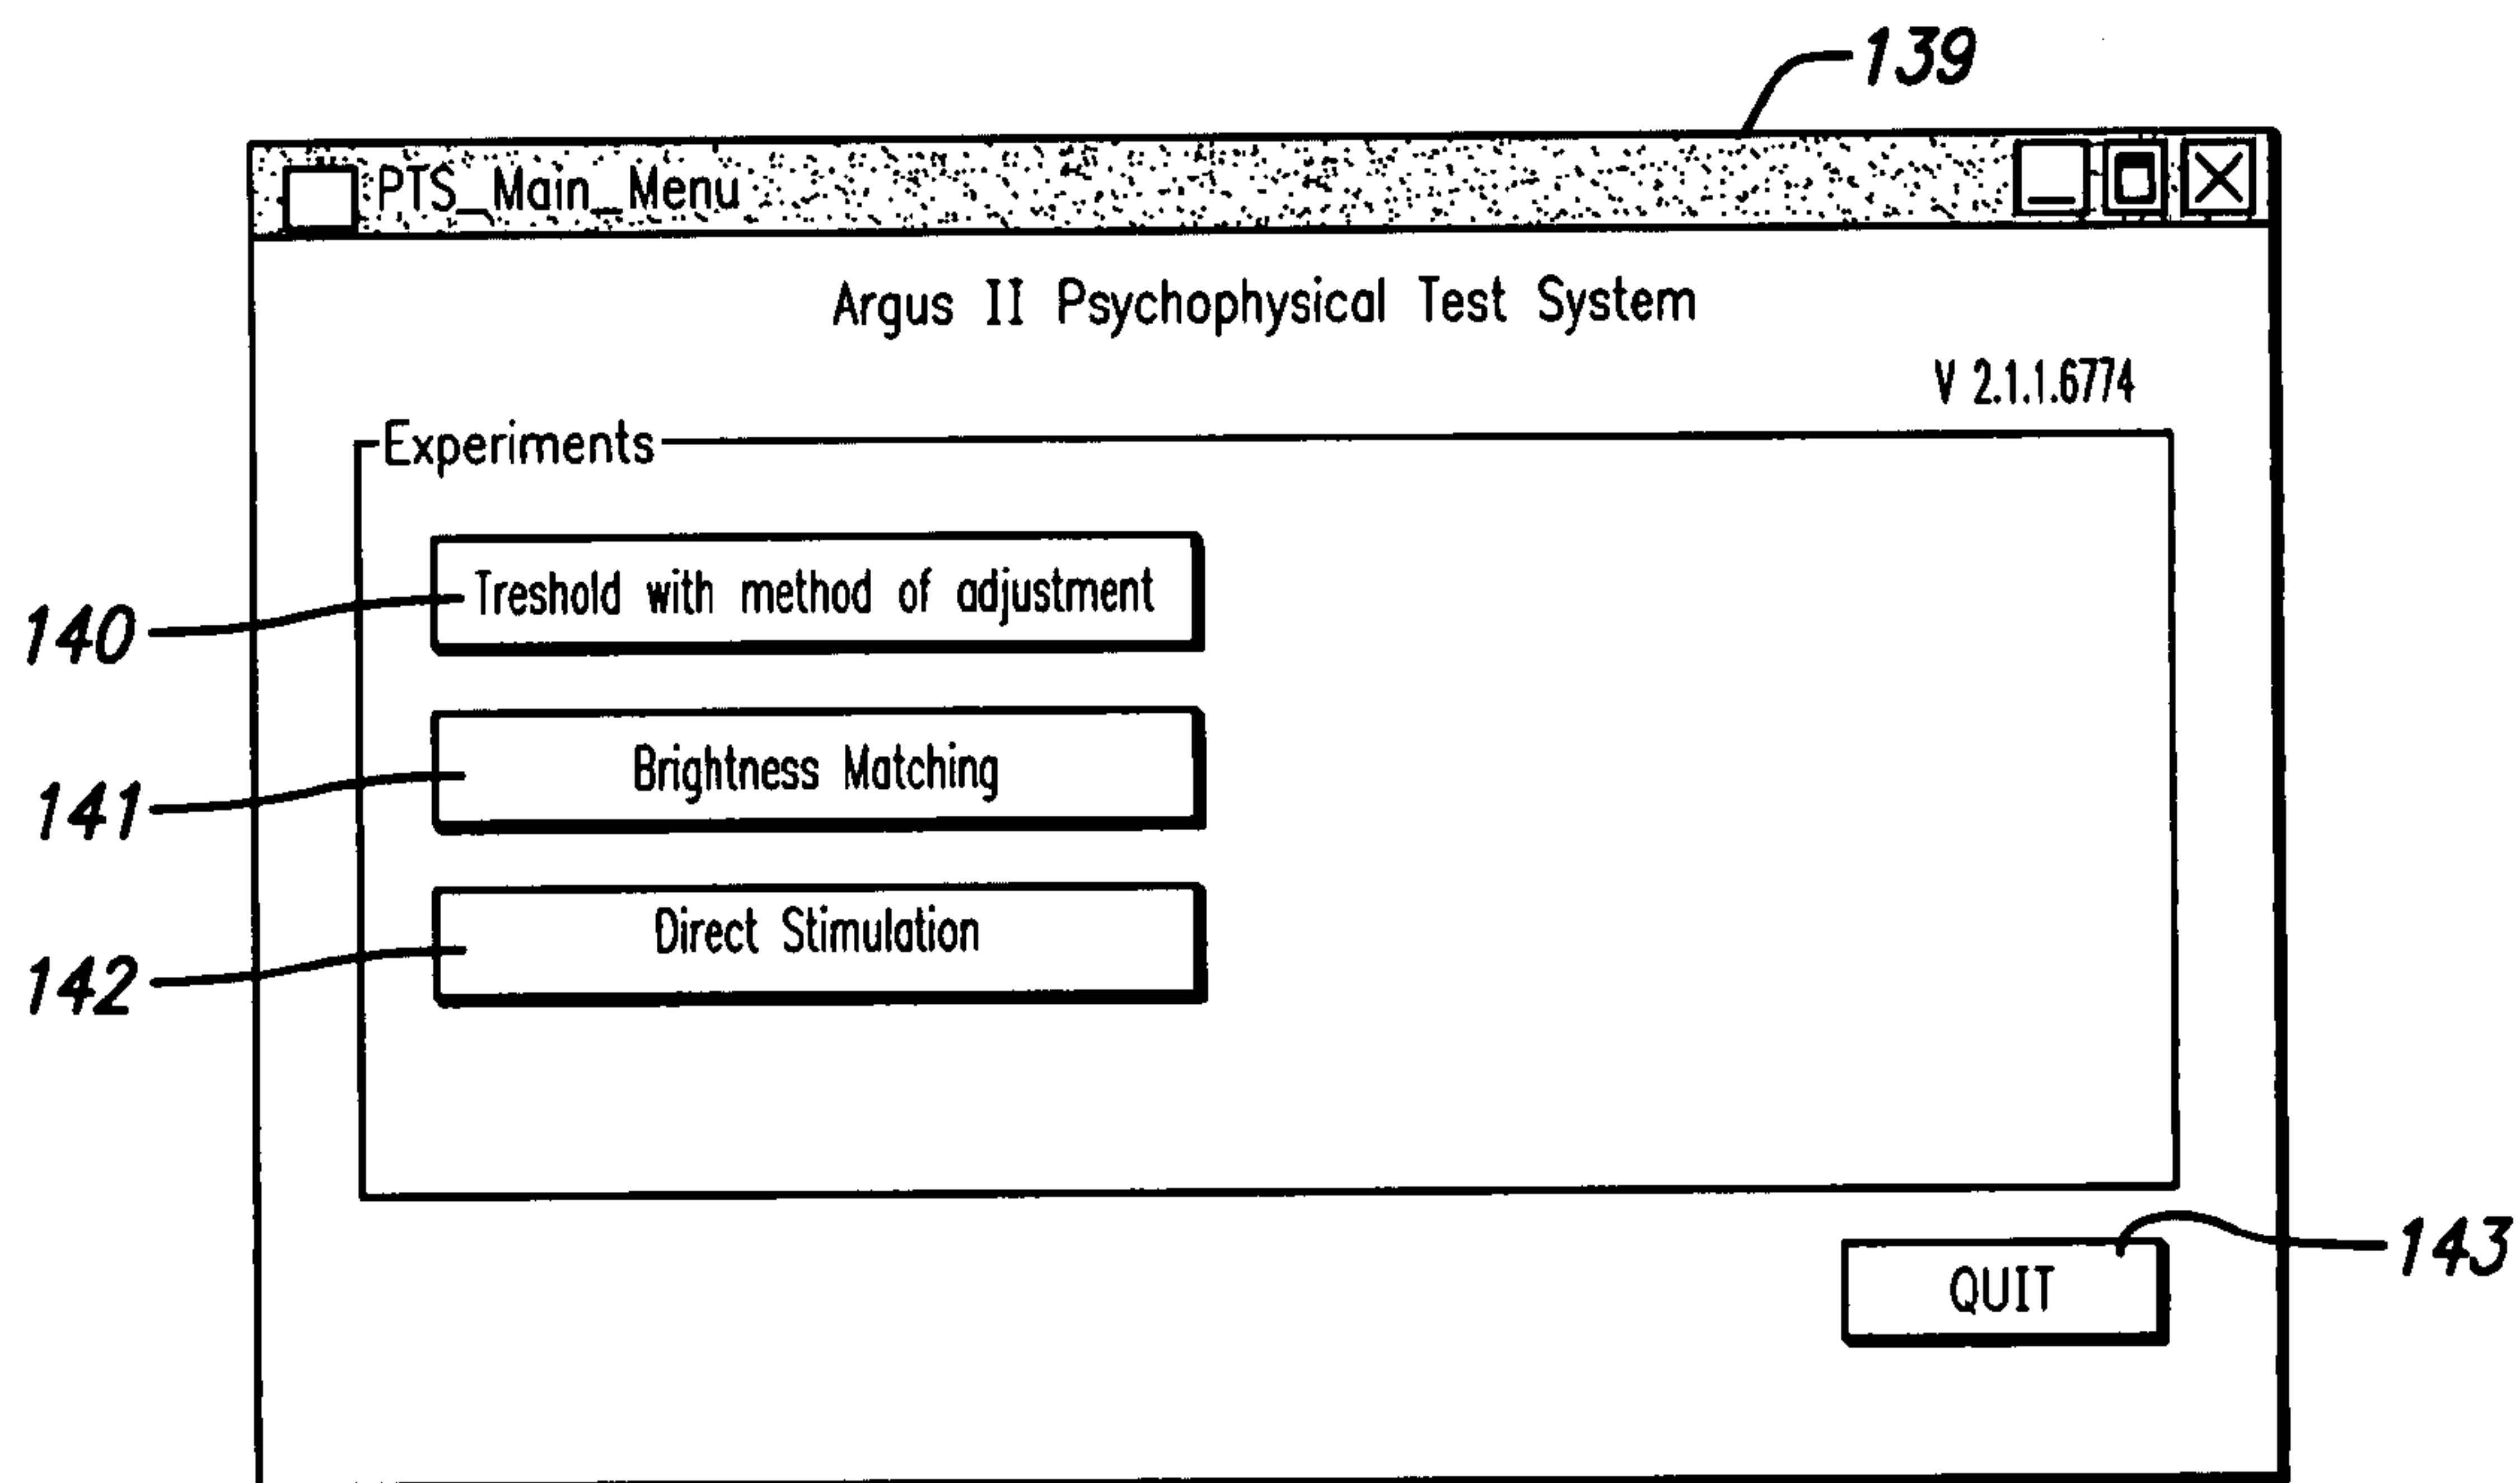 139
PTS_Main_Menu
Argus II Psychophysical Test System
V 2.1.1.6774
Experiments
140
Treshold with method of adjustment
141
Brightness Matching
142
Direct Stimulation
143
QUIT